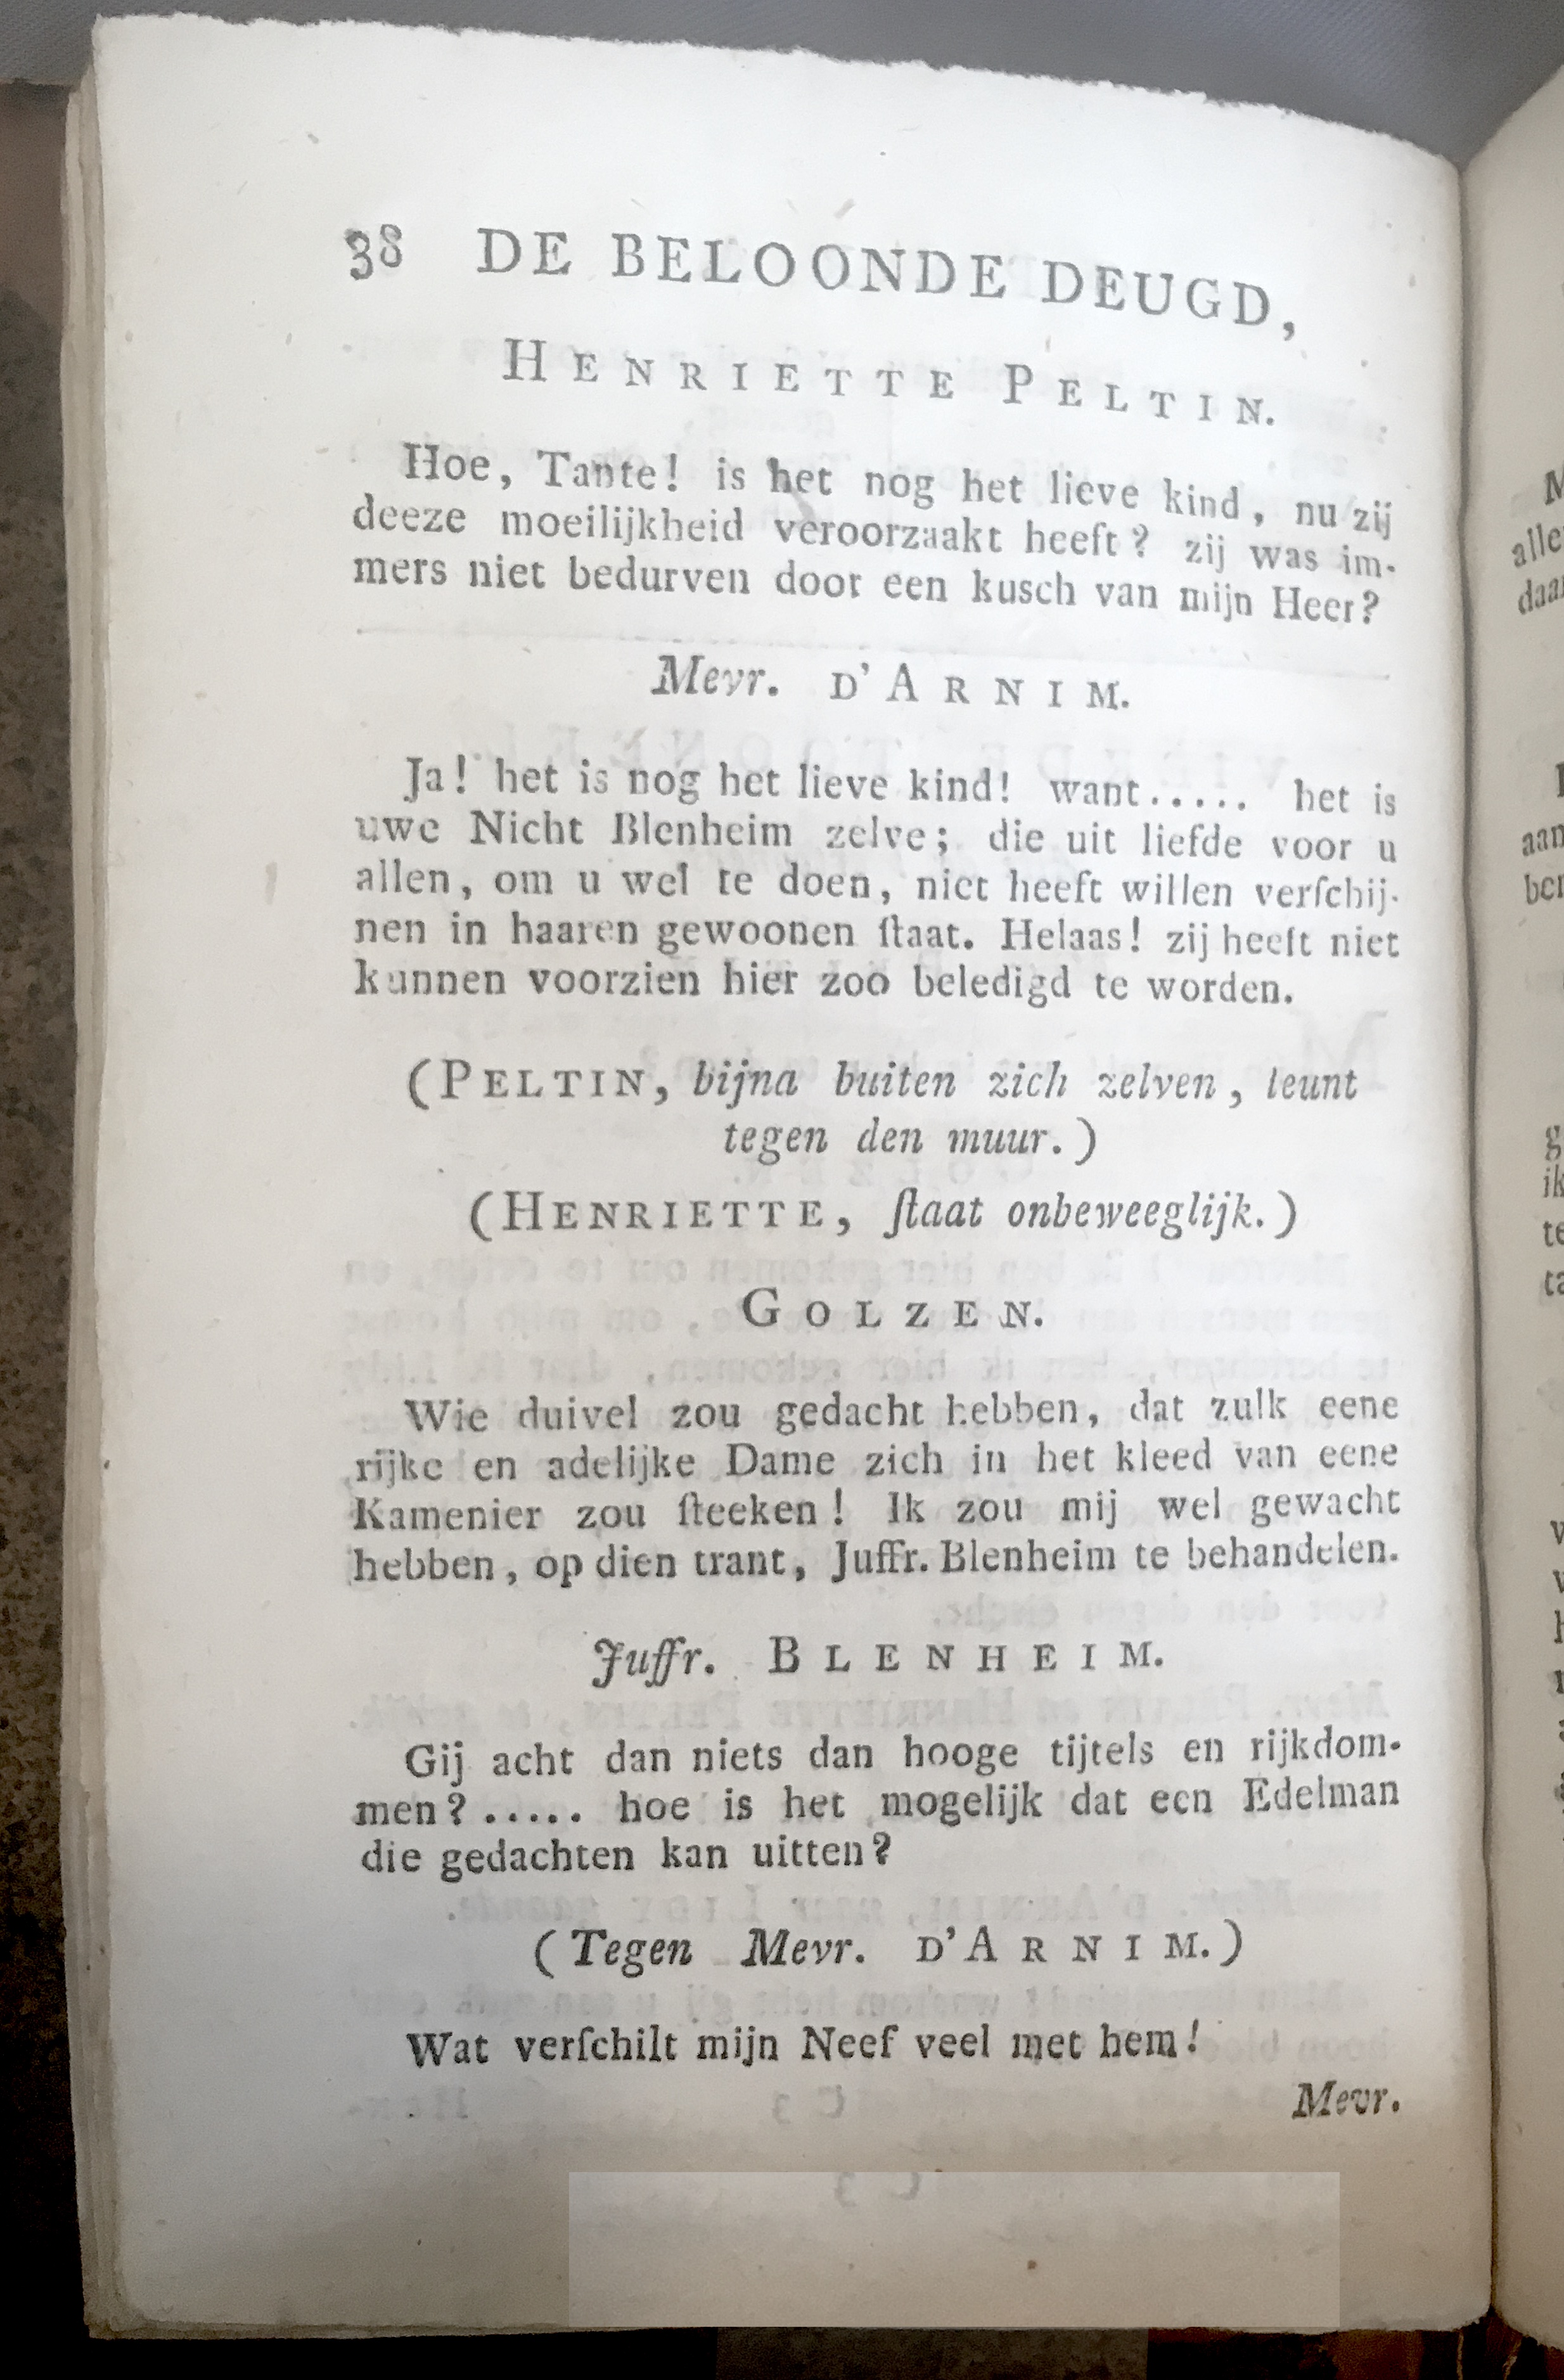 38 DE BELOONDE DEUGD,
HENRIETTE PELTIN.
Hoe, Tante! is het nog het lieve kind, nu zij
deeze moeilijkheid veroorzaakt heeft? zij was im-
mers niet bedurven door een kusch van mijn Heer?
Mevr. D'ARNIM.
Ja! het is nog het lieve kind! want..... het is
uwe Nicht Blenheim zelve; die uit liefde voor u
allen, om u wel te doen, niet heeft willen verſchij-
nen in haaren gewoonen ſtaat. Helaas! zij heeft niet
kunnen voorzien hier zoo beledigd te worden.
(PELTIN, bijna buiten zich zelven, leunt
tegen den muur.)
(HENRIETTE, ſtaat onbeweeglijk.)
GOLZEN.
Wie duivel zou gedacht hebben, dat zulk eene
rijke en adelijke Dame zich in het kleed van eene
Kamenier zou ſteeken! Ik zou mij wel gewacht
hebben, op dien trant, Juffr. Blenheim te behandelen.
Juffr. BLENHEIM.
Gij acht dan niets dan hooge tijtels en rijkdom-
men?..... hoe is het mogelijk dat een Edelman
die gedachten kan uitten?
(Tegen Mevr. D'ARNIM.)
Wat verſchilt mijn Neef veel met hem!
Mevr.